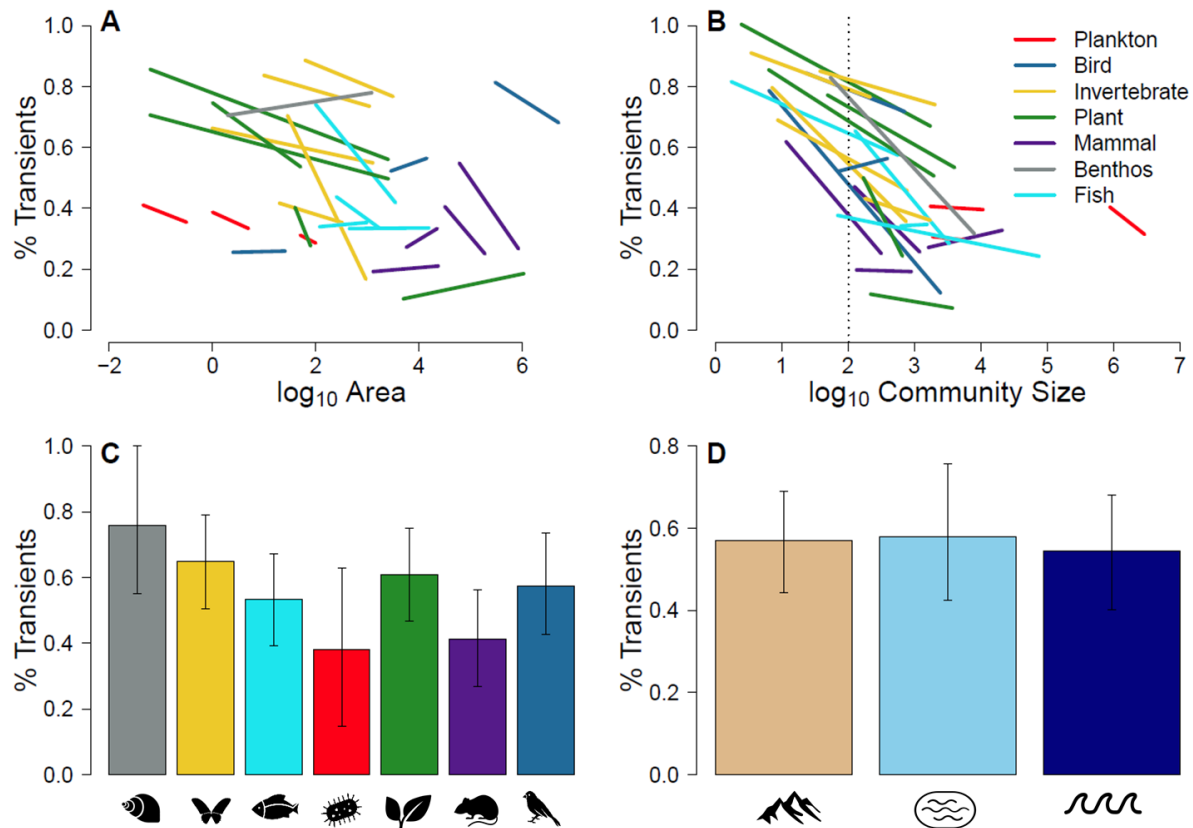 A
B
% Transients
1.0
0.8
0.6
0.4
0.2
0.0
−2 0 2 4 6
log10 Area
% Transients
1.0
0.8
0.6
0.4
0.2
0.0
0 1 2 3 4 5 6 7
log10 Community Size
Plankton
Bird
Invertebrate
Plant
Mammal
Benthos
Fish
C
% Transients
1.0
0.8
0.6
0.4
0.2
0.0
D
% Transients
0.8
0.6
0.4
0.2
0.0